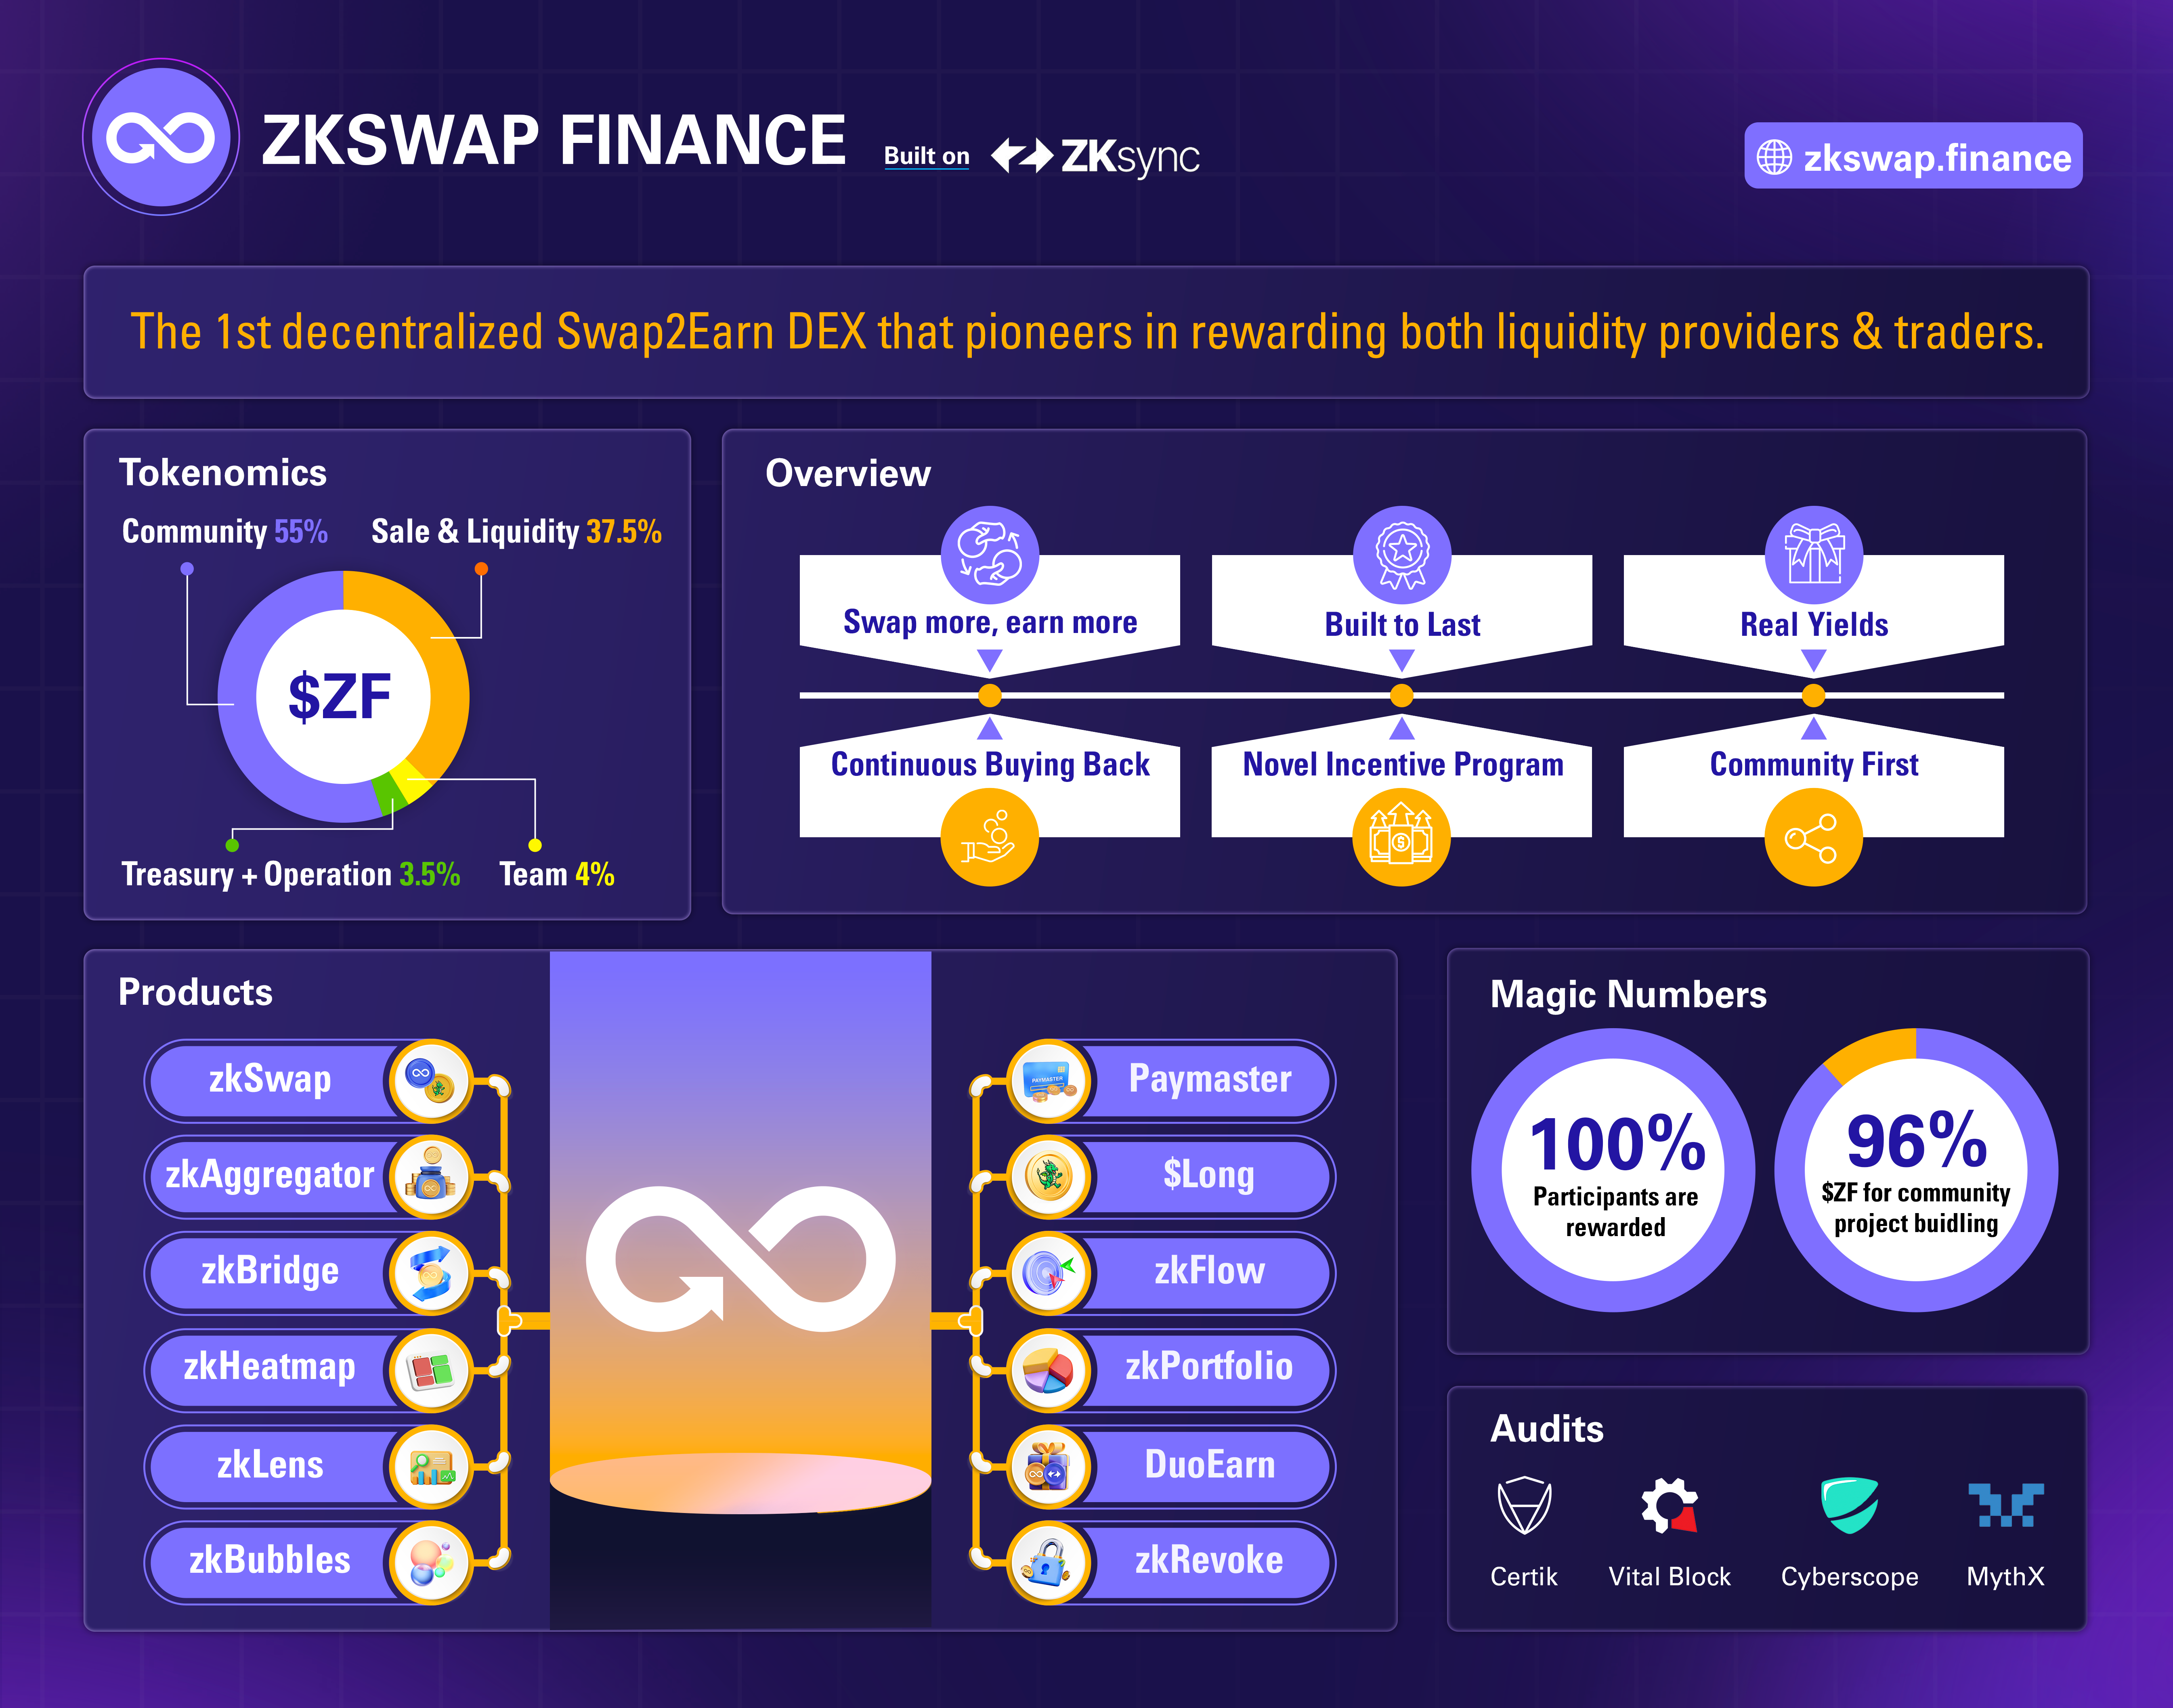 ZKSWAP FINANCE
Built on ZKsync
zkswap.finance
The 1st decentralized Swap2Earn DEX that pioneers in rewarding both liquidity providers & traders.
Tokenomics
Community 55%
Sale & Liquidity 37.5%
$ZF
Treasury + Operation 3.5%
Team 4%
Overview
Swap more, earn more
Built to Last
Real Yields
Continuous Buying Back
Novel Incentive Program
Community First
Products
zkSwap
zkAggregator
zkBridge
zkHeatmap
zkLens
zkBubbles
PAYMASTER
Paymaster
$Long
zkFlow
zkPortfolio
DuoEarn
zkRevoke
Magic Numbers
100%
Participants are
rewarded
96%
$ZF for community
project buidling
Audits
Certik
Vital Block
Cyberscope
MythX